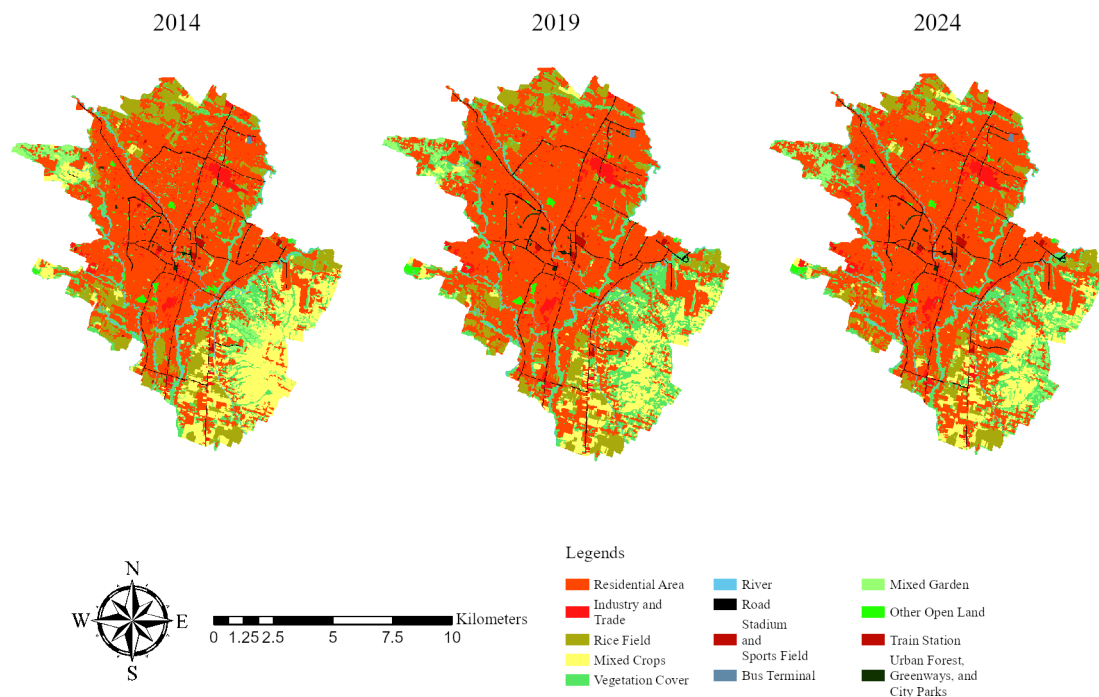 2014 2019 2024
N
W E
S
Kilometers
0 1.25 2.5 5 7.5 10
Legends
Residential Area
Industry and
Trade
Rice Field
Mixed Crops
Vegetation Cover
River
Road
Stadium
and
Sports Field
Bus Terminal
Mixed Garden
Other Open Land
Train Station
Urban Forest,
Greenways, and
City Parks